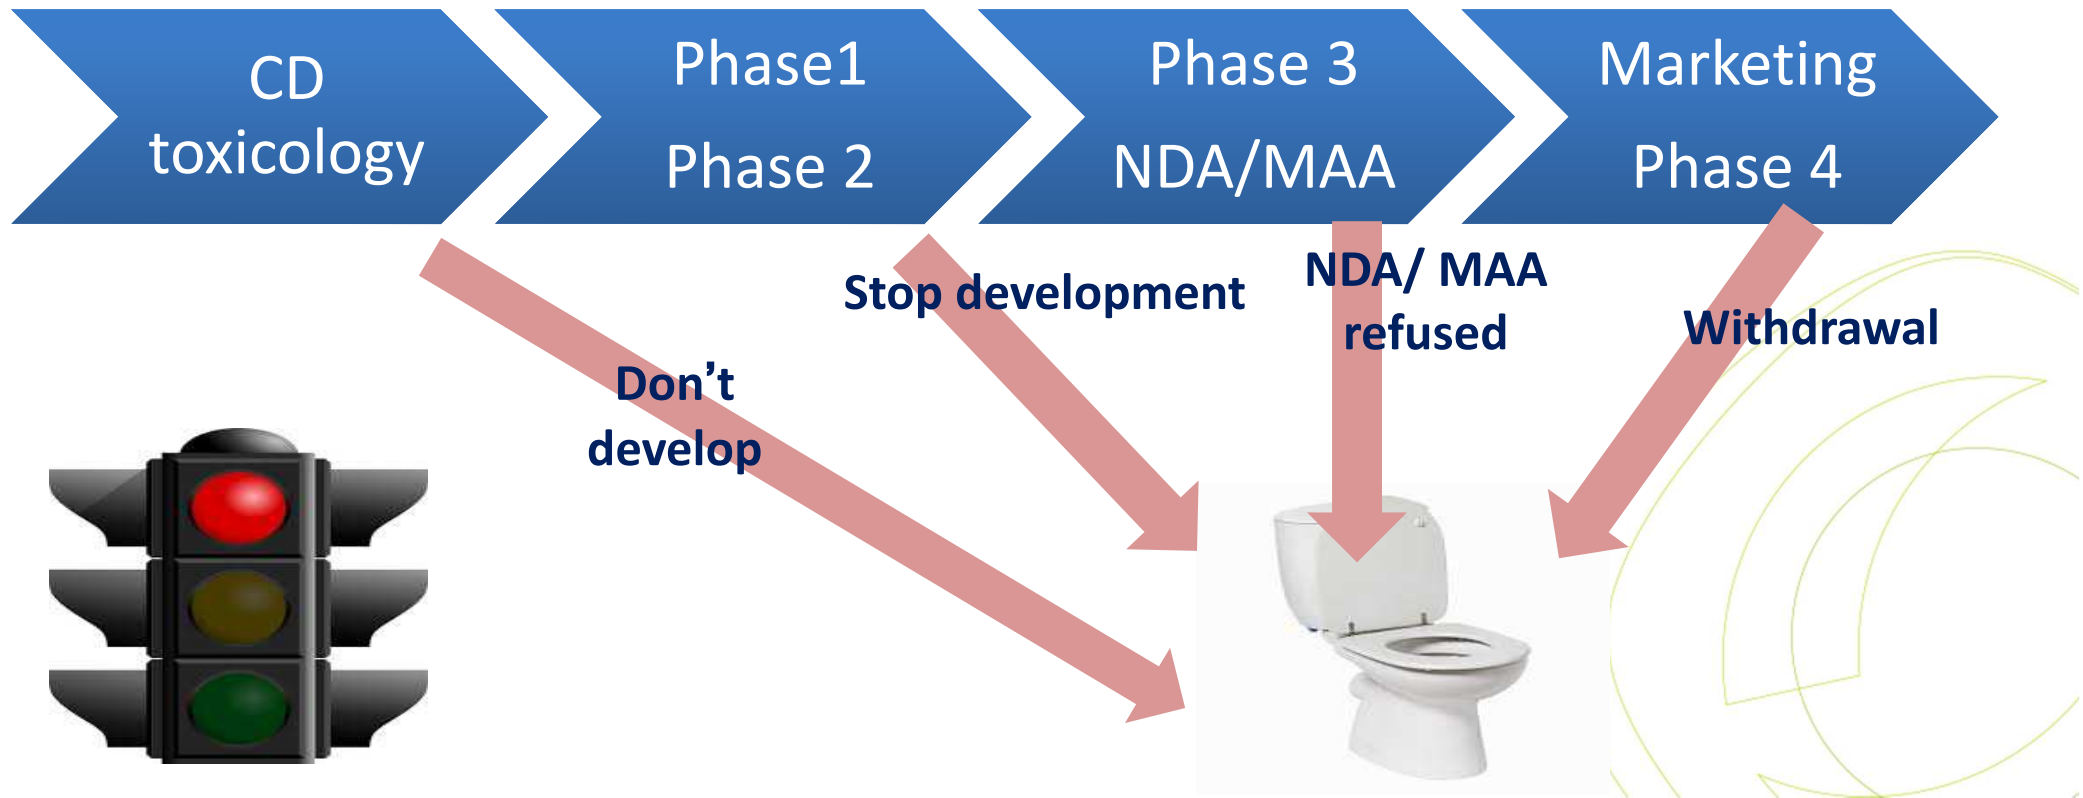 CD
toxicology
Phase1
Phase 2
Phase 3
NDA/MAA
Marketing
Phase 4
Stop development
NDA/ MAA
refused
Withdrawal
Don’t
develop